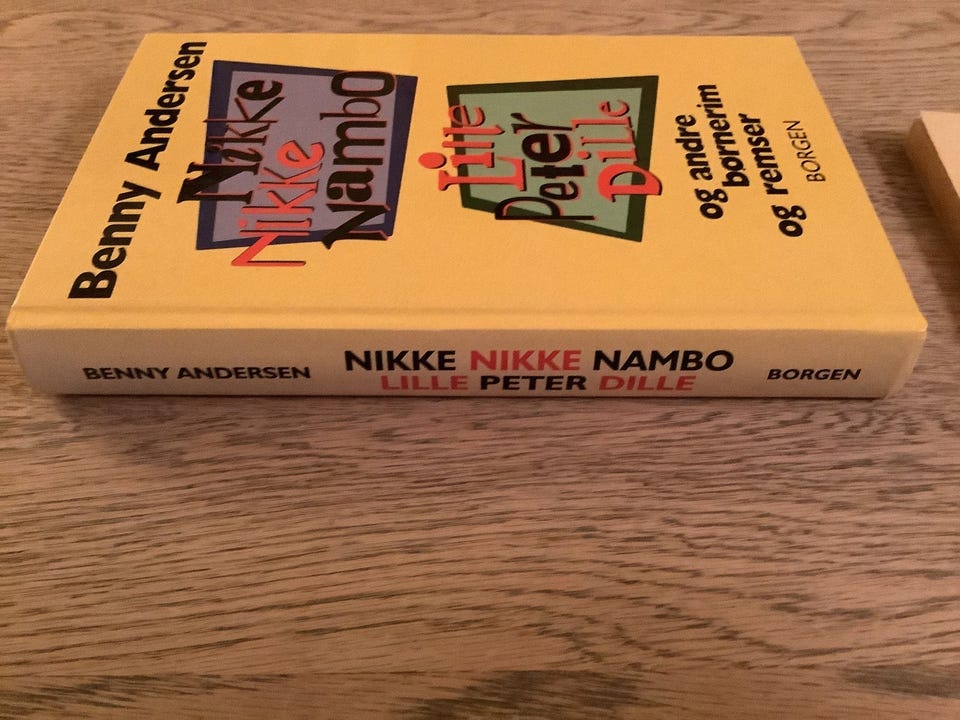 Benny Andersen
Nikke
Nikke
Nambo
Lille
Peter
Dille
og andre
børnerim
og remser
BORGEN
BENNY ANDERSEN
NIKKE NIKKE NAMBO
LILLE PETER DILLE
BORGEN